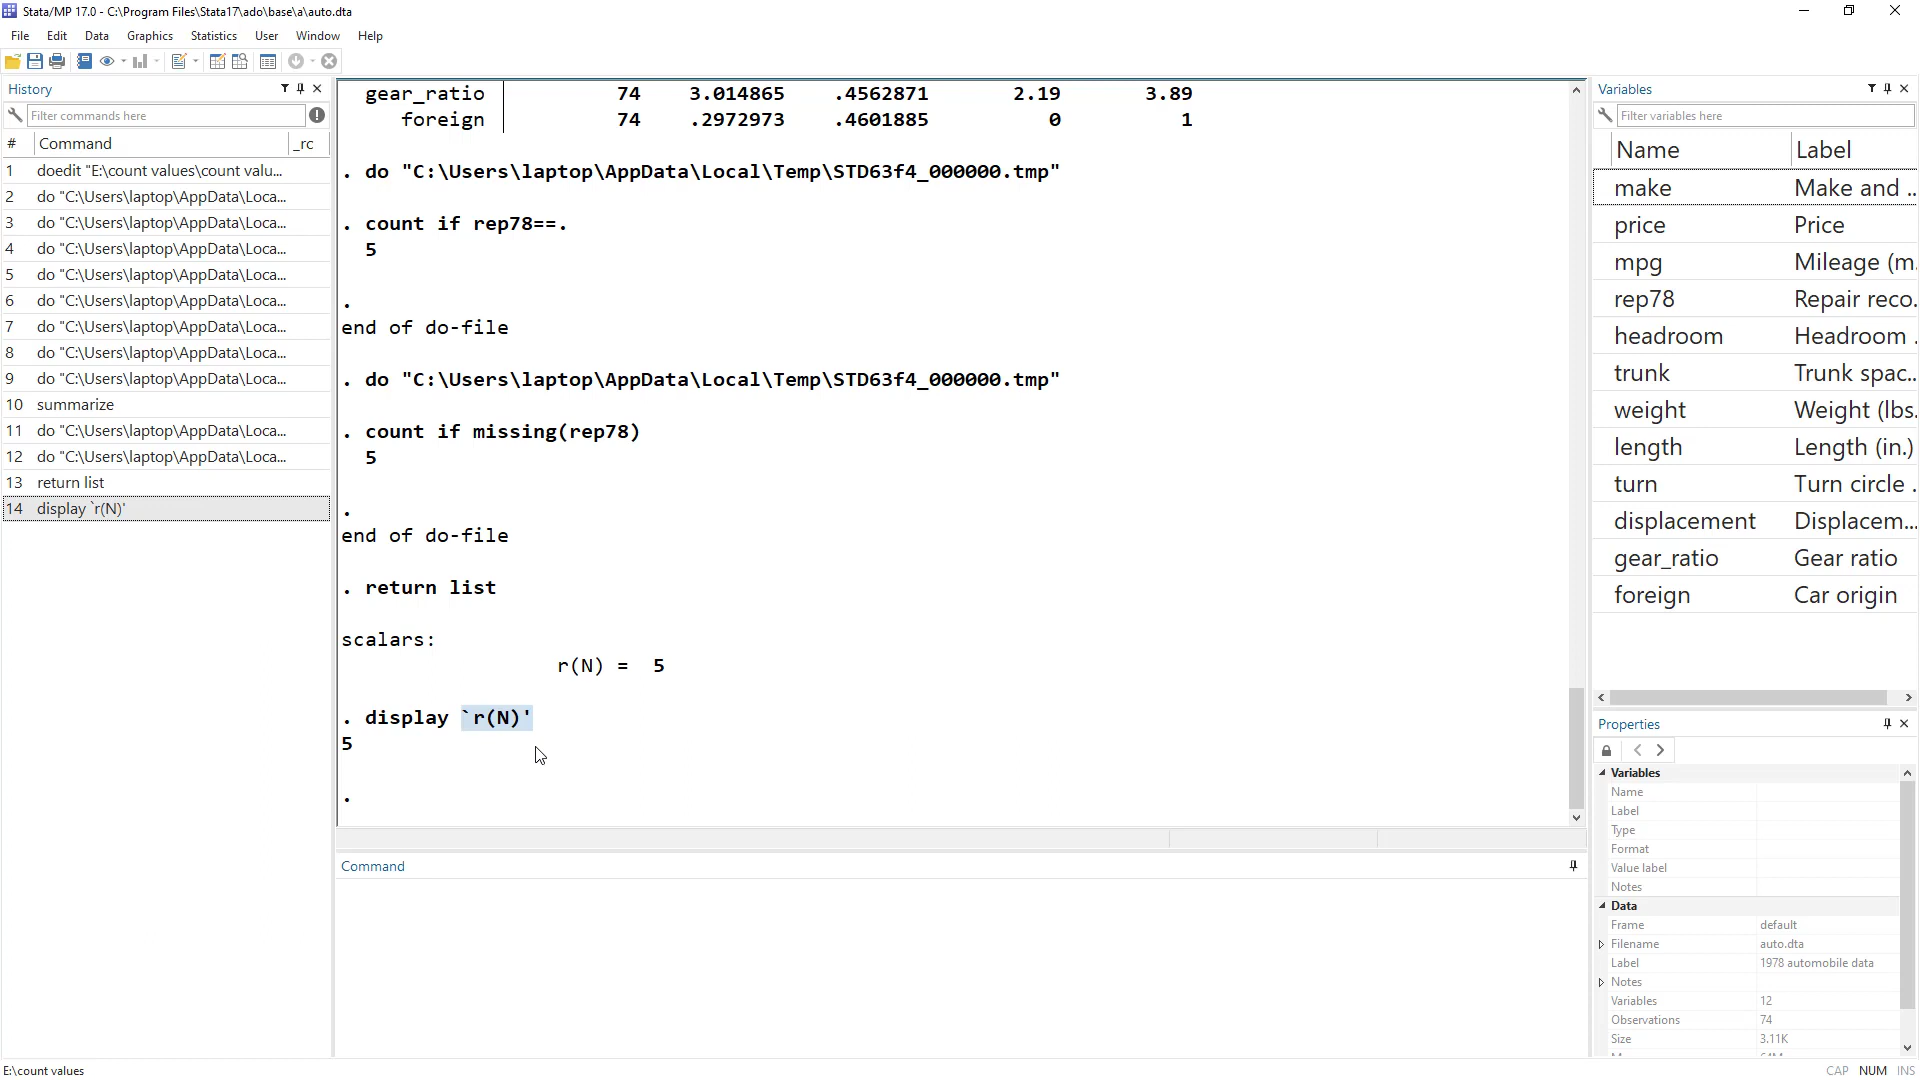 Stata/MP 17.0 - C:\Program Files\Stata17\ado\base\a\auto.dta
File Edit Data Graphics Statistics User Window Help
History
Filter commands here
# Command _rc
1 doedit "E:\count values\count valu...
2 do "C:\Users\laptop\AppData\Loca...
3 do "C:\Users\laptop\AppData\Loca...
4 do "C:\Users\laptop\AppData\Loca...
5 do "C:\Users\laptop\AppData\Loca...
6 do "C:\Users\laptop\AppData\Loca...
7 do "C:\Users\laptop\AppData\Loca...
8 do "C:\Users\laptop\AppData\Loca...
9 do "C:\Users\laptop\AppData\Loca...
10 summarize
11 do "C:\Users\laptop\AppData\Loca...
12 do "C:\Users\laptop\AppData\Loca...
13 return list
14 display `r(N)'
gear_ratio 74 3.014865 .4562871 2.19 3.89
foreign 74 .2972973 .4601885 0 1
. do "C:\Users\laptop\AppData\Local\Temp\STD63f4_000000.tmp"
. count if rep78==.
5
.
end of do-file
. do "C:\Users\laptop\AppData\Local\Temp\STD63f4_000000.tmp"
. count if missing(rep78)
5
.
end of do-file
. return list
scalars:
r(N) = 5
. display `r(N)'
5
.
Command
Variables
Filter variables here
Name Label
make Make and ..
price Price
mpg Mileage (m.
rep78 Repair reco.
headroom Headroom .
trunk Trunk spac..
weight Weight (lbs.
length Length (in.)
turn Turn circle .
displacement Displacem...
gear_ratio Gear ratio
foreign Car origin
Properties
Variables
Name
Label
Type
Format
Value label
Notes
Data
Frame default
Filename auto.dta
Label 1978 automobile data
Notes
Variables 12
Observations 74
Size 3.11K
E:\count values
CAP NUM INS